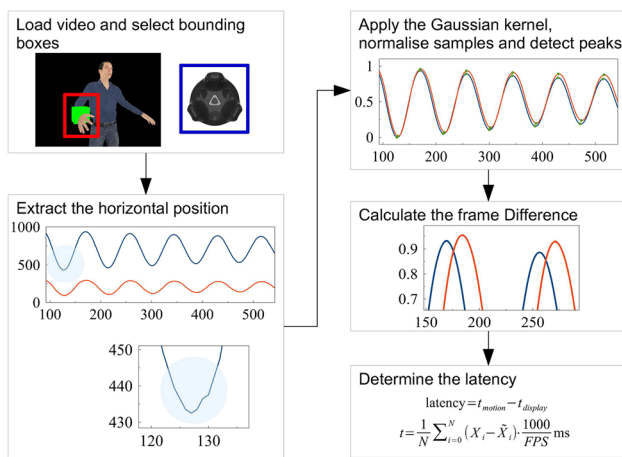 Load video and select bounding
boxes
Extract the horizontal position
1000
500
0
100 200 300 400 500
450
440
430
120 130
Apply the Gaussian kernel,
normalise samples and detect peaks
1
0.5
0
100 200 300 400 500
Calculate the frame Difference
0.9
0.8
0.7
150 200 250
Determine the latency
latency=t_motion−t_display
t=1/N ∑_{i=0}^{N} (X_i−X̃_i)·1000/FPS ms